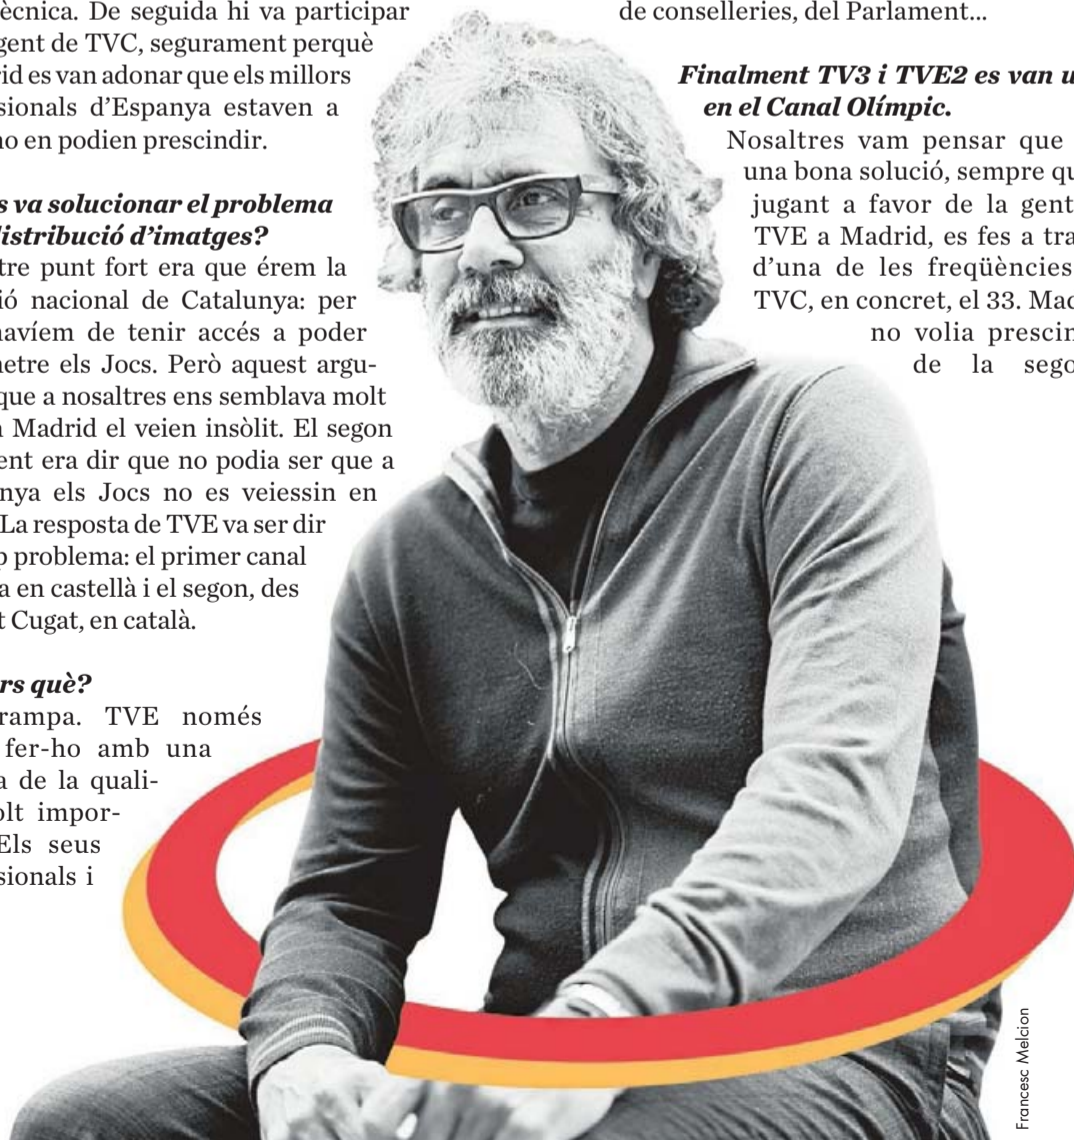 ècnica. De seguida hi va participar
gent de TVC, segurament perquè
rid es van adonar que els millors
sionals d'Espanya estaven a
no en podien prescindir.
s va solucionar el problema
distribució d'imatges?
tre punt fort era que érem la
ió nacional de Catalunya: per
havíem de tenir accés a poder
netre els Jocs. Però aquest argu-
que a nosaltres ens semblava molt
n Madrid el veien insòlit. El segon
ent era dir que no podia ser que a
nya els Jocs no es veiessin en
La resposta de TVE va ser dir
p problema: el primer canal
a en castellà i el segon, des
t Cugat, en català.
rs què?
rampa. TVE només
fer-ho amb una
a de la quali-
olt impor-
Els seus
sionals i
de conselleries, del Parlament...
Finalment TV3 i TVE2 es van u
en el Canal Olímpic.
Nosaltres vam pensar que
una bona solució, sempre qu
jugant a favor de la gent
TVE a Madrid, es fes a tra
d'una de les freqüències
TVC, en concret, el 33. Mad
no volia prescin
de la sego
Francesc Melcion